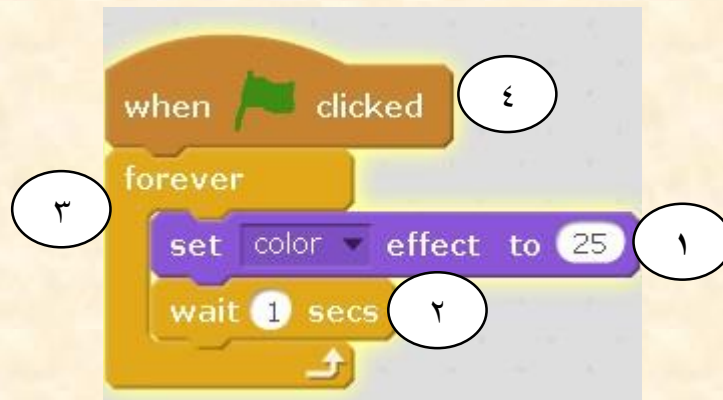 when clicked ٤
forever
٣
set color effect to 25 ١
wait 1 secs ٢